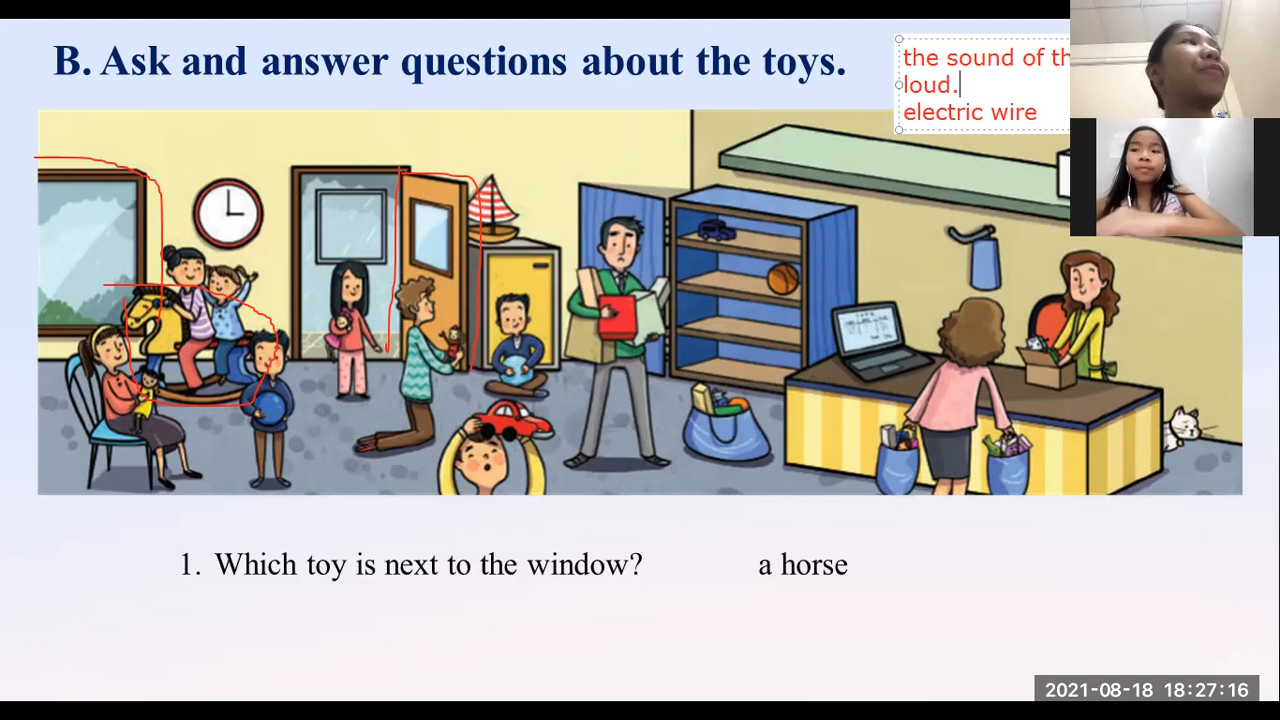 B. Ask and answer questions about the toys.
the sound of th
loud.
electric wire
1. Which toy is next to the window? a horse
2021-08-18 18:27:16